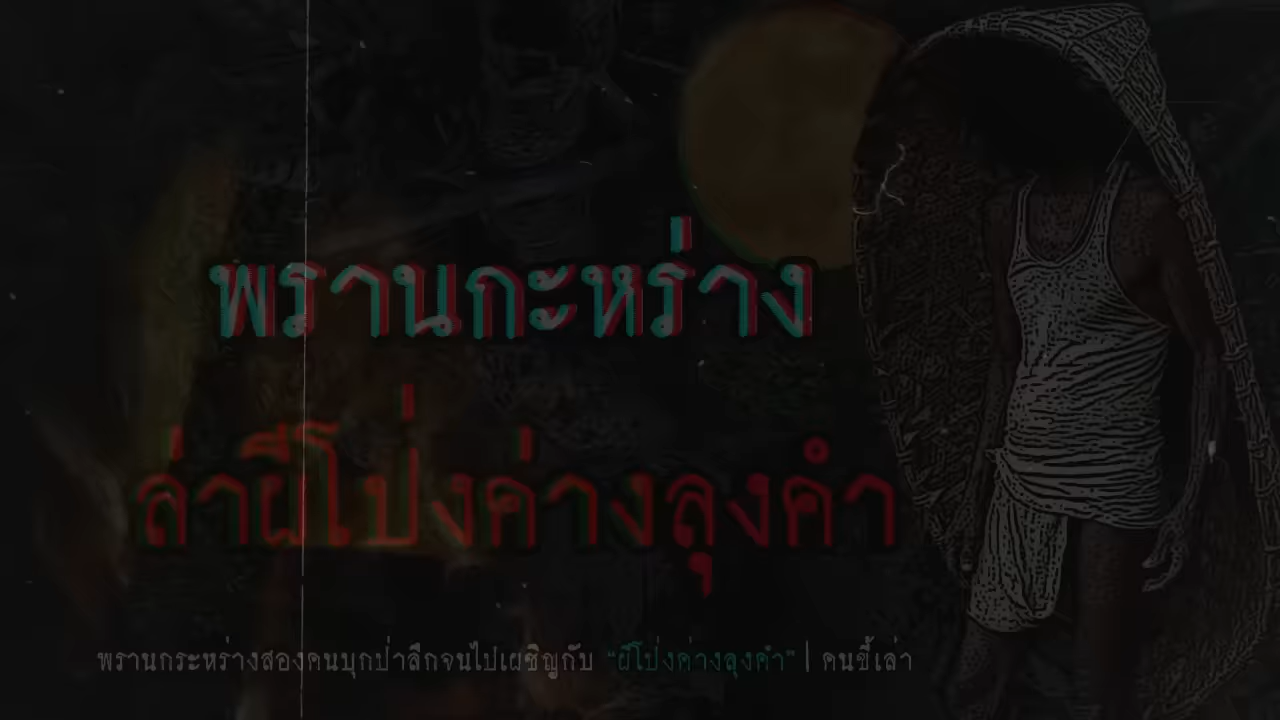 พรานกะหร่าง
ล่าผีโป่งค่างลุงคำ
พรานกระหร่างสองคนบุกป่าลึกจนไปเผชิญกับ “ผีโป่งค่างลุงคำ” | คนขี้เล่า